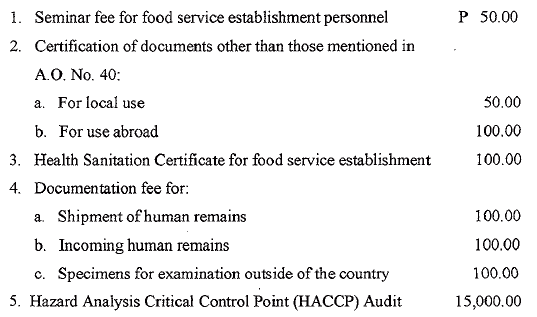 1. Seminar fee for food service establishment personnel P 50.00
2. Certification of documents other than those mentioned in
A.O. No. 40:
a. For local use 50.00
b. For use abroad 100.00
3. Health Sanitation Certificate for food service establishment 100.00
4. Documentation fee for:
a. Shipment of human remains 100.00
b. Incoming human remains 100.00
c. Specimens for examination outside of the country 100.00
5. Hazard Analysis Critical Control Point (HACCP) Audit 15,000.00